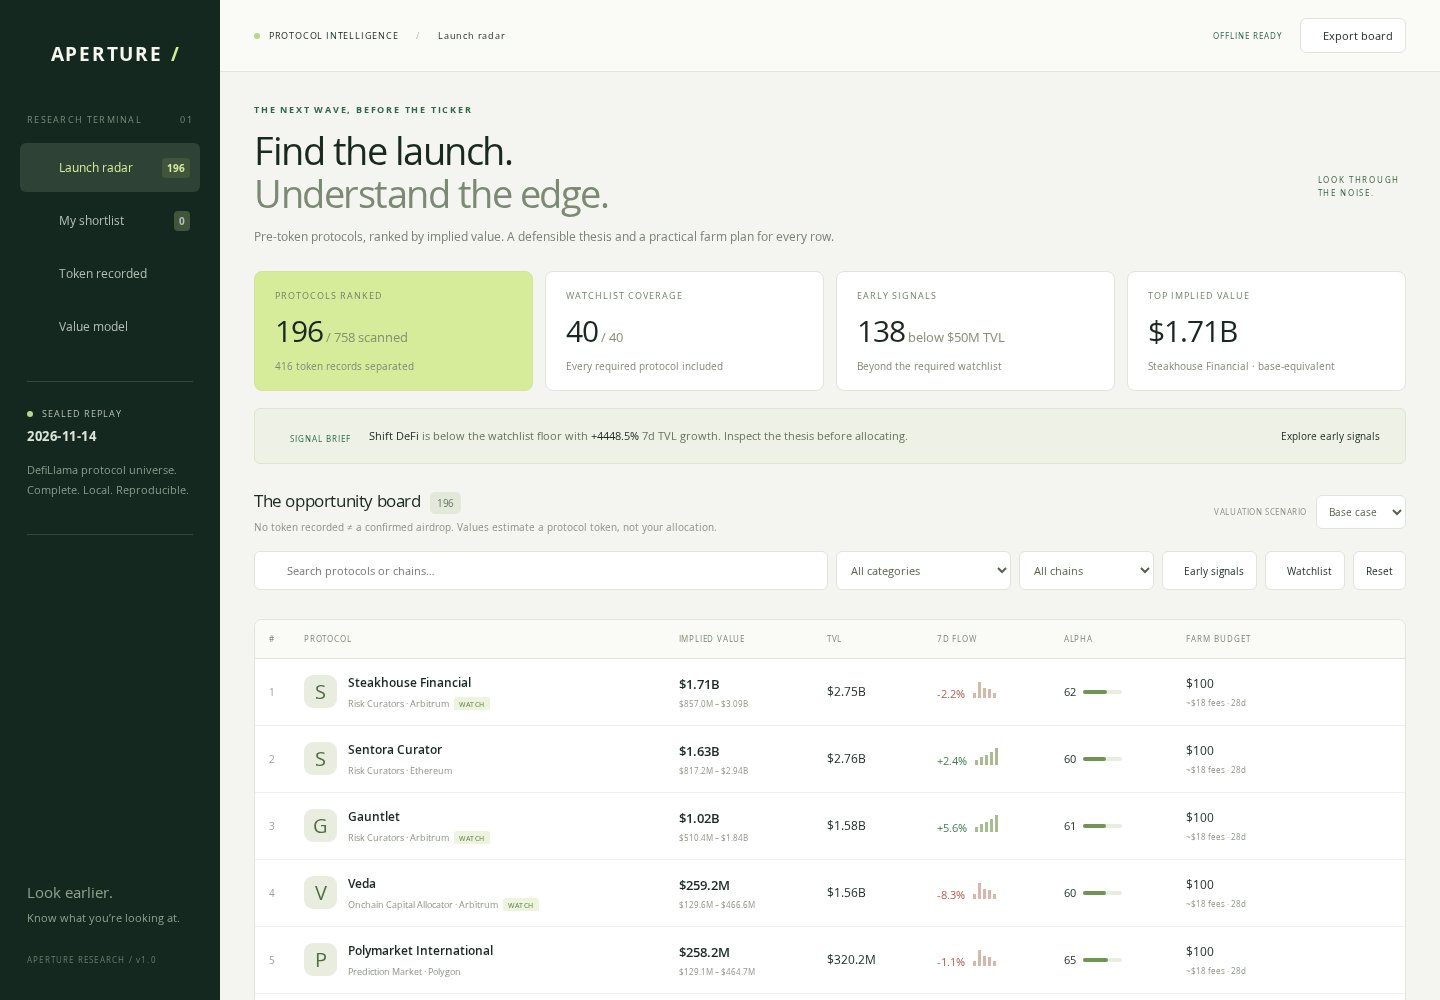 APERTURE /
RESEARCH TERMINAL 01
Launch radar 196
My shortlist 0
Token recorded
Value model
SEALED REPLAY
2026-11-14
DefiLlama protocol universe.
Complete. Local. Reproducible.
Look earlier.
Know what you're looking at.
APERTURE RESEARCH / v1.0
PROTOCOL INTELLIGENCE / Launch radar
OFFLINE READY
Export board
THE NEXT WAVE, BEFORE THE TICKER
Find the launch.
Understand the edge.
Pre-token protocols, ranked by implied value. A defensible thesis and a practical farm plan for every row.
LOOK THROUGH
THE NOISE.
PROTOCOLS RANKED
196 / 758 scanned
416 token records separated
WATCHLIST COVERAGE
40 / 40
Every required protocol included
EARLY SIGNALS
138 below $50M TVL
Beyond the required watchlist
TOP IMPLIED VALUE
$1.71B
Steakhouse Financial · base-equivalent
SIGNAL BRIEF Shift DeFi is below the watchlist floor with +4448.5% 7d TVL growth. Inspect the thesis before allocating. Explore early signals
The opportunity board 196
No token recorded ≠ a confirmed airdrop. Values estimate a protocol token, not your allocation.
VALUATION SCENARIO Base case
Search protocols or chains... All categories All chains Early signals Watchlist Reset
# PROTOCOL IMPLIED VALUE TVL 7D FLOW ALPHA FARM BUDGET
1 S Steakhouse Financial $1.71B $2.75B -2.2% 62 $100
Risk Curators · Arbitrum WATCH $857.0M – $3.09B ~$18 fees · 28d
2 S Sentora Curator $1.63B $2.76B +2.4% 60 $100
Risk Curators · Ethereum $817.2M – $2.94B ~$18 fees · 28d
3 G Gauntlet $1.02B $1.58B +5.6% 61 $100
Risk Curators · Arbitrum WATCH $510.4M – $1.84B ~$18 fees · 28d
4 V Veda $259.2M $1.56B -8.3% 60 $100
Onchain Capital Allocator · Arbitrum WATCH $129.6M – $466.6M ~$18 fees · 28d
5 P Polymarket International $258.2M $320.2M -1.1% 65 $100
Prediction Market · Polygon $129.1M – $464.7M ~$18 fees · 28d